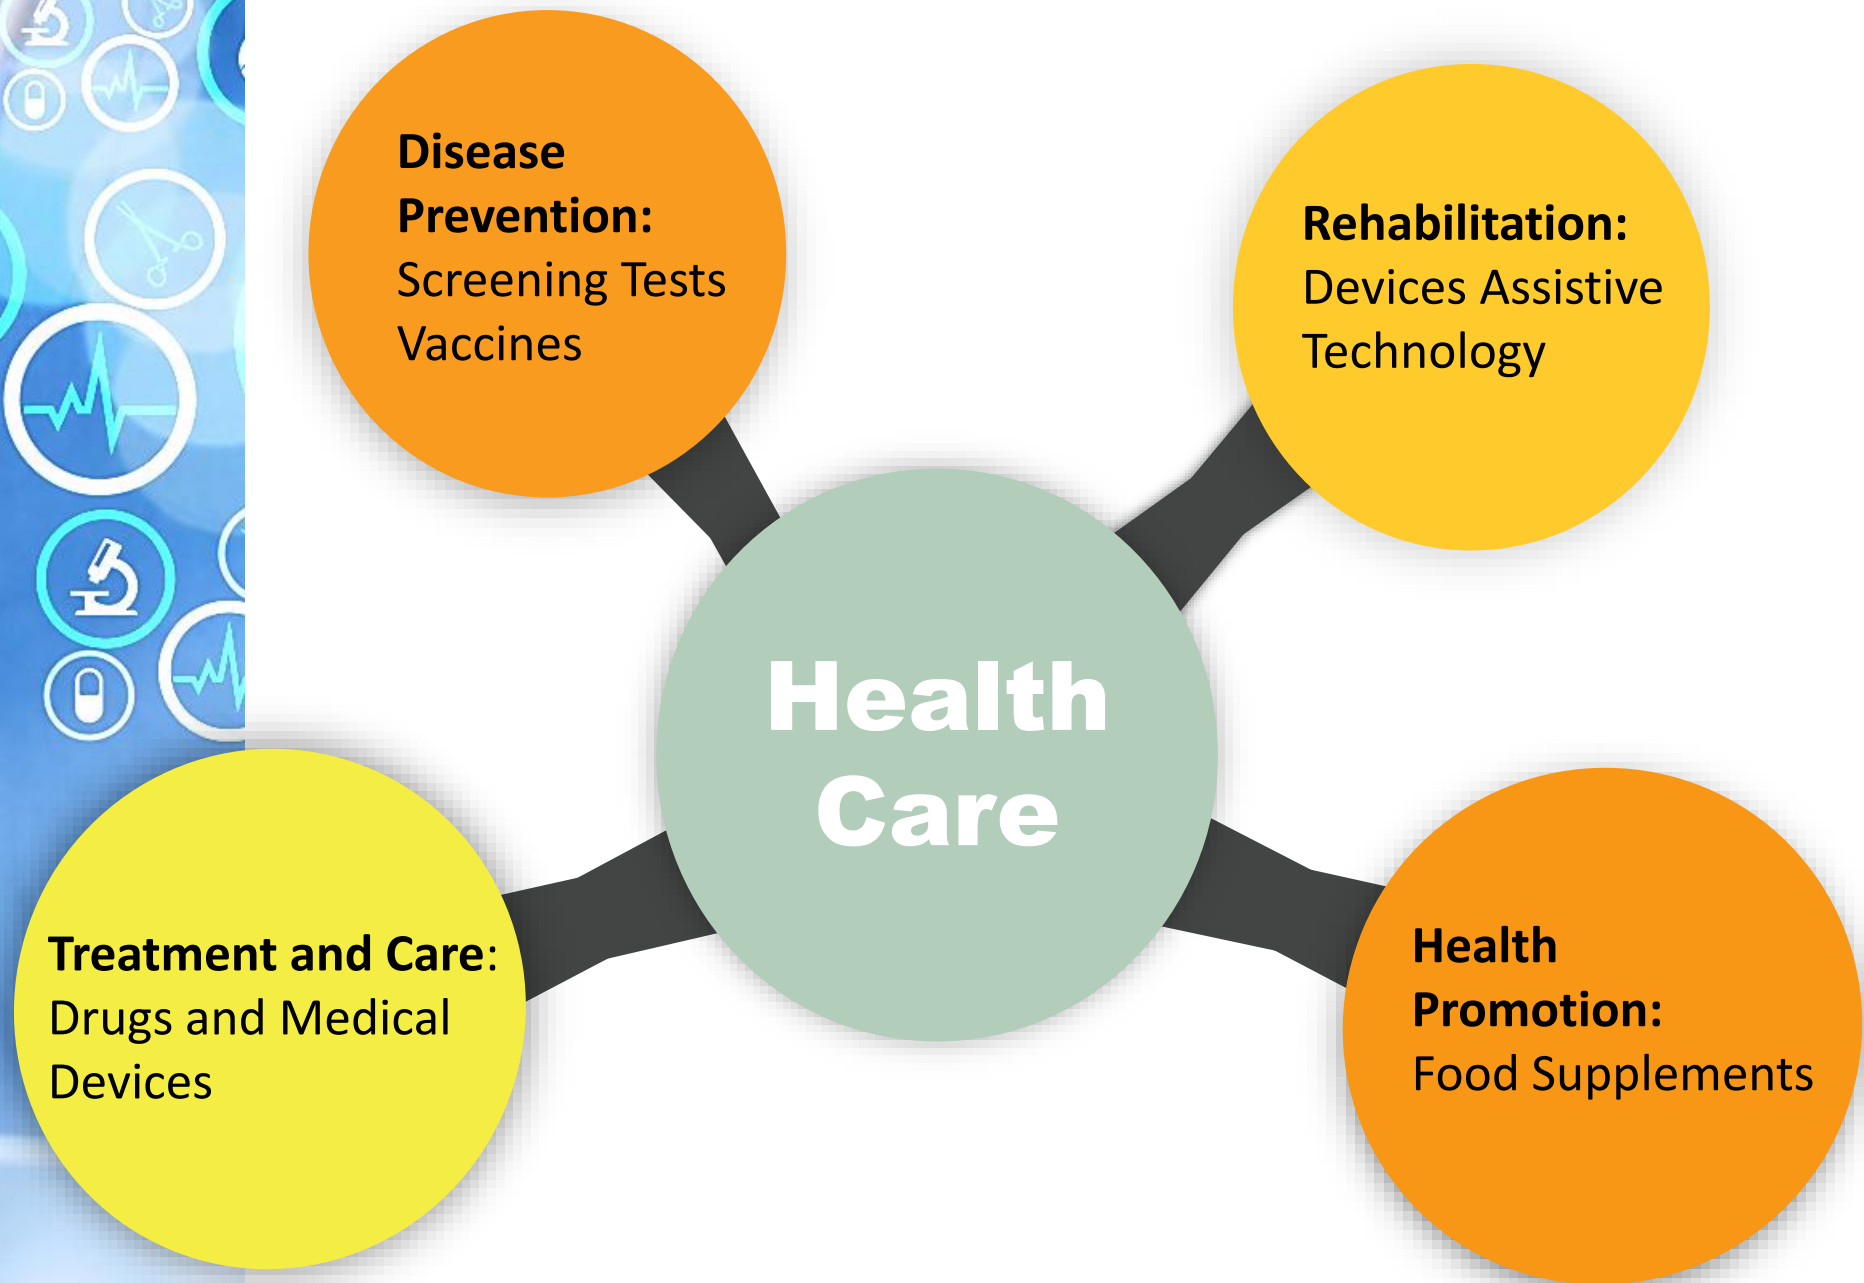 Disease
Prevention:
Screening Tests
Vaccines
Rehabilitation:
Devices Assistive
Technology
Health
Care
Treatment and Care:
Drugs and Medical
Devices
Health
Promotion:
Food Supplements